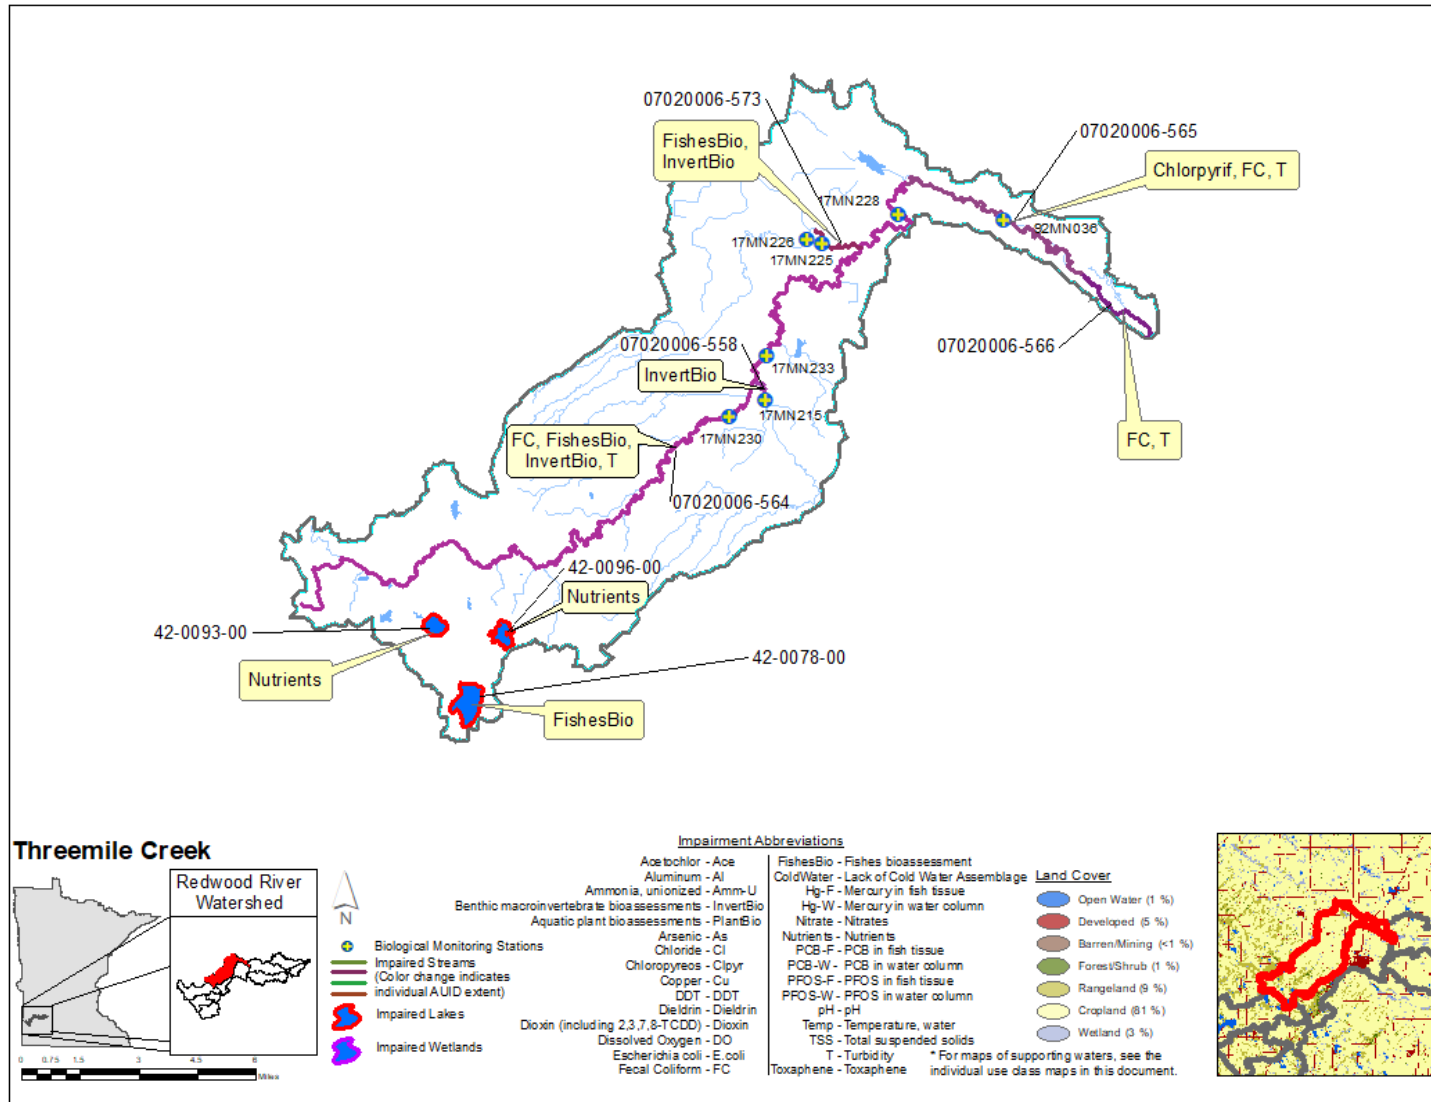 07020006-573
FishesBio,
InvertBio
07020006-565
Chlorpyrif, FC, T
17MN228
92MN036
17MN226
17MN225
07020006-558
InvertBio
17MN233
07020006-566
17MN215
17MN230
FC, T
FC, FishesBio,
InvertBio, T
07020006-564
42-0096-00
Nutrients
42-0093-00
42-0078-00
Nutrients
FishesBio
Threemile Creek
Redwood River
Watershed
0 0.75 1.5 3 4.5 6
Miles
N
Biological Monitoring Stations
Impaired Streams
(Color change indicates
individual AUID extent)
Impaired Lakes
Impaired Wetlands
Impairment Abbreviations
Acetochlor - Ace
Aluminum - Al
Ammonia, unionized - Amm-U
Benthic macroinvertebrate bioassessments - InvertBio
Aquatic plant bioassessments - PlantBio
Arsenic - As
Chloride - Cl
Chloropyreos - Clpyr
Copper - Cu
DDT - DDT
Dieldrin - Dieldrin
Dioxin (including 2,3,7,8-TCDD) - Dioxin
Dissolved Oxygen - DO
Escherichia coli - E.coli
Fecal Coliform - FC
FishesBio - Fishes bioassessment
ColdWater - Lack of Cold Water Assemblage
Hg-F - Mercury in fish tissue
Hg-W - Mercury in water column
Nitrate - Nitrates
Nutrients - Nutrients
PCB-F - PCB in fish tissue
PCB-W - PCB in water column
PFOS-F - PFOS in fish tissue
PFOS-W - PFOS in water column
pH - pH
Temp - Temperature, water
TSS - Total suspended solids
T - Turbidity
Toxaphene - Toxaphene
* For maps of supporting waters, see the
individual use class maps in this document.
Land Cover
Open Water (1 %)
Developed (5 %)
Barren/Mining (<1 %)
Forest/Shrub (1 %)
Rangeland (9 %)
Cropland (81 %)
Wetland (3 %)